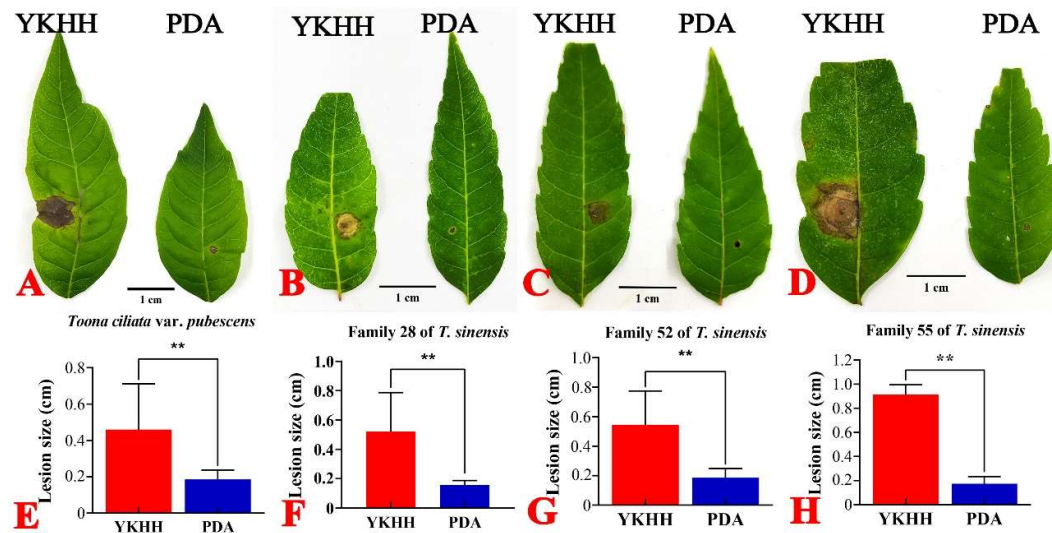 YKHH PDA YKHH PDA YKHH PDA YKHH PDA
A B C D
1 cm 1 cm 1 cm 1 cm
Toona ciliata var. pubescens Family 28 of T. sinensis Family 52 of T. sinensis Family 55 of T. sinensis
Lesion size (cm)
0.8
0.6
0.4
0.2
0.0
**
YKHH PDA
E
Lesion size (cm)
1.0
0.8
0.6
0.4
0.2
0.0
**
YKHH PDA
F
Lesion size (cm)
1.0
0.8
0.6
0.4
0.2
0.0
**
YKHH PDA
G
Lesion size (cm)
1.2
1.0
0.8
0.6
0.4
0.2
0.0
**
YKHH PDA
H